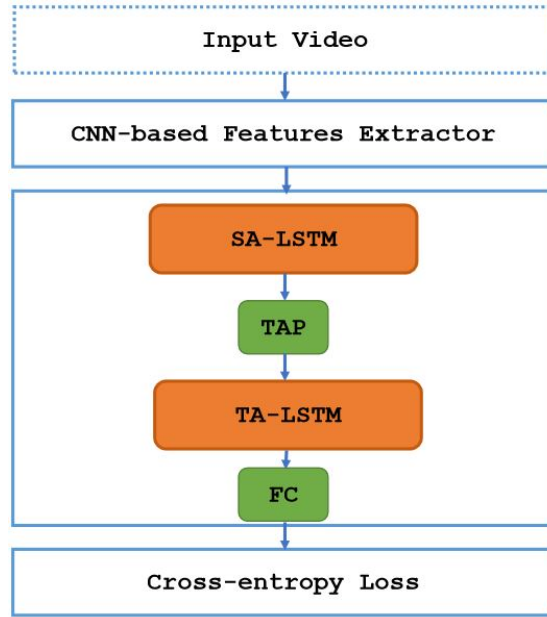 Input Video
CNN-based Features Extractor
SA-LSTM
TAP
TA-LSTM
FC
Cross-entropy Loss